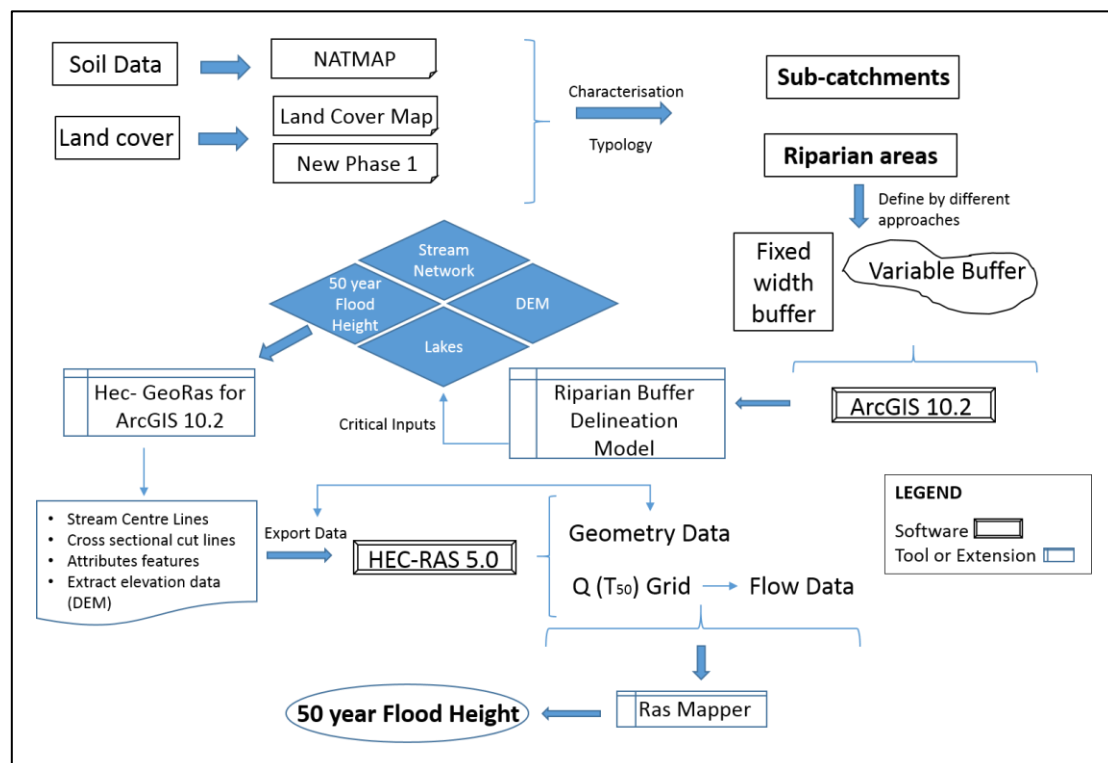 Soil Data
NATMAP
Land cover
Land Cover Map
New Phase 1
Characterisation
Typology
Sub-catchments
Riparian areas
Define by different
approaches
Fixed
width
buffer
Variable Buffer
Stream
Network
50 year
Flood
Height
DEM
Lakes
Hec- GeoRas for
ArcGIS 10.2
Critical Inputs
Riparian Buffer
Delineation
Model
ArcGIS 10.2
• Stream Centre Lines
• Cross sectional cut lines
• Attributes features
• Extract elevation data
(DEM)
Export Data
HEC-RAS 5.0
Geometry Data
Q (T50) Grid
Flow Data
LEGEND
Software
Tool or Extension
Ras Mapper
50 year Flood Height